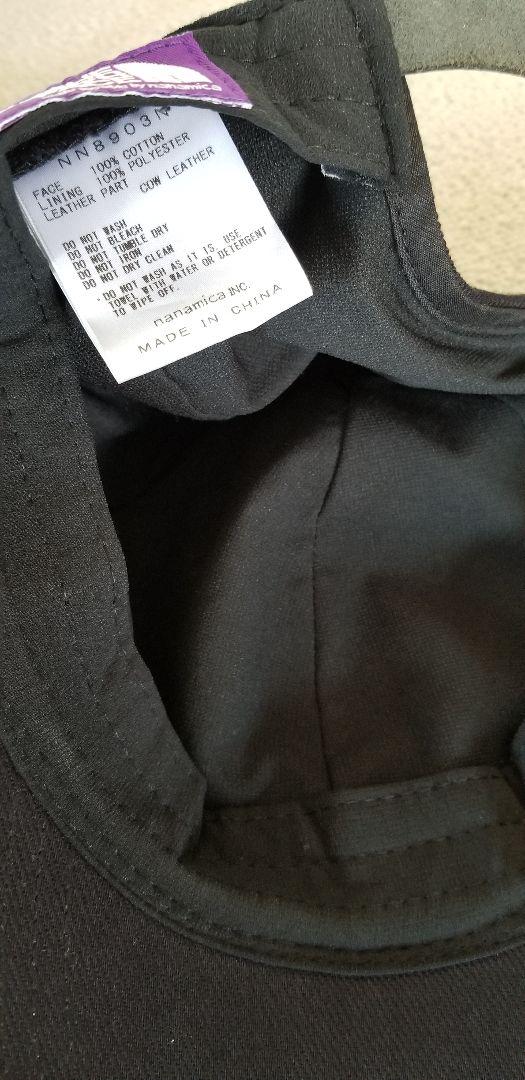 nanamica
NN8903N
FACE 100% COTTON
LINING 100% POLYESTER
LEATHER PART COW LEATHER
DO NOT WASH
DO NOT BLEACH
DO NOT TUMBLE DRY
DO NOT IRON
DO NOT DRY CLEAN
・DO NOT WASH AS IT IS. USE
TOWEL WITH WATER OR DETERGENT
TO WIPE OFF.
nanamica INC.
MADE IN CHINA